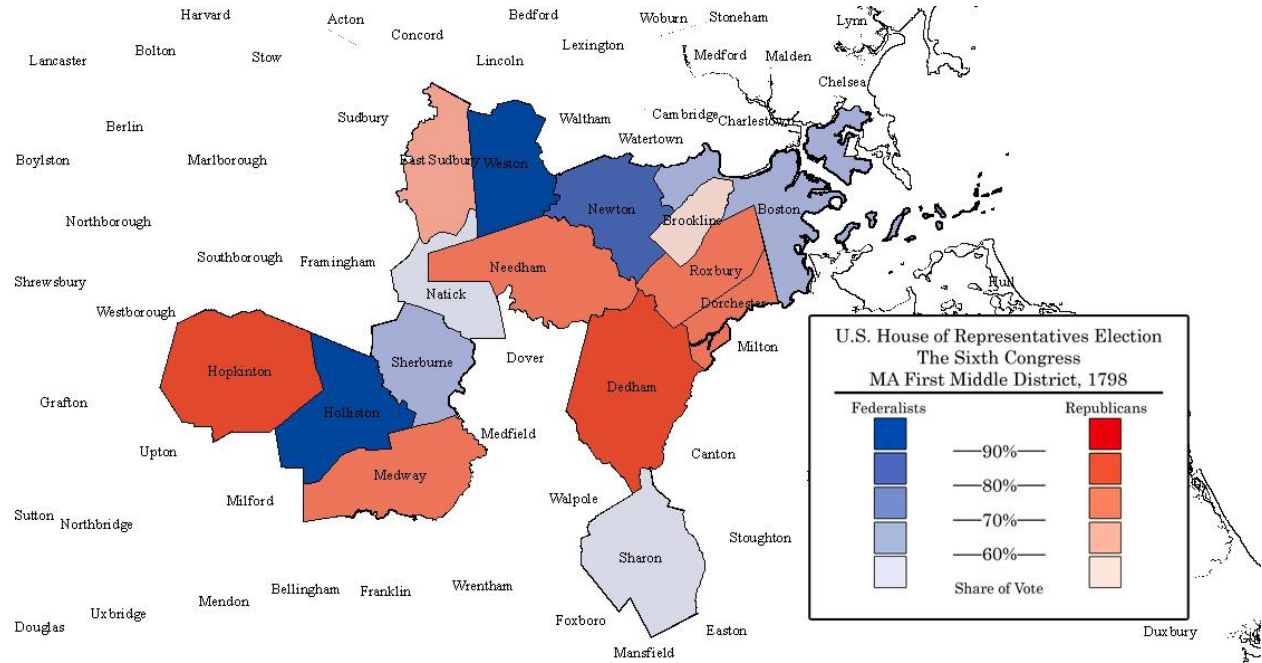 Harvard
Acton
Bedford
Woburn
Stoneham
Lynn
Concord
Lexington
Bolton
Stow
Lincoln
Medford
Malden
Lancaster
Chelsea
Sudbury
Waltham
Cambridge
Charlestown
Berlin
Watertown
Boylston
Marlborough
East Sudbury
Weston
Northborough
Newton
Brookline
Boston
Southborough
Framingham
Needham
Roxbury
Shrewsbury
Natick
Hull
Westborough
Dorchester
Milton
Sherburne
Dover
Hopkinton
Dedham
Grafton
Holliston
Upton
Medfield
Canton
Medway
Milford
Walpole
Sutton
Northbridge
Stoughton
Sharon
Bellingham
Franklin
Wrentham
Mendon
Uxbridge
Douglas
Foxboro
Easton
Mansfield
Duxbury
U.S. House of Representatives Election
The Sixth Congress
MA First Middle District, 1798
Federalists
Republicans
90%
80%
70%
60%
Share of Vote